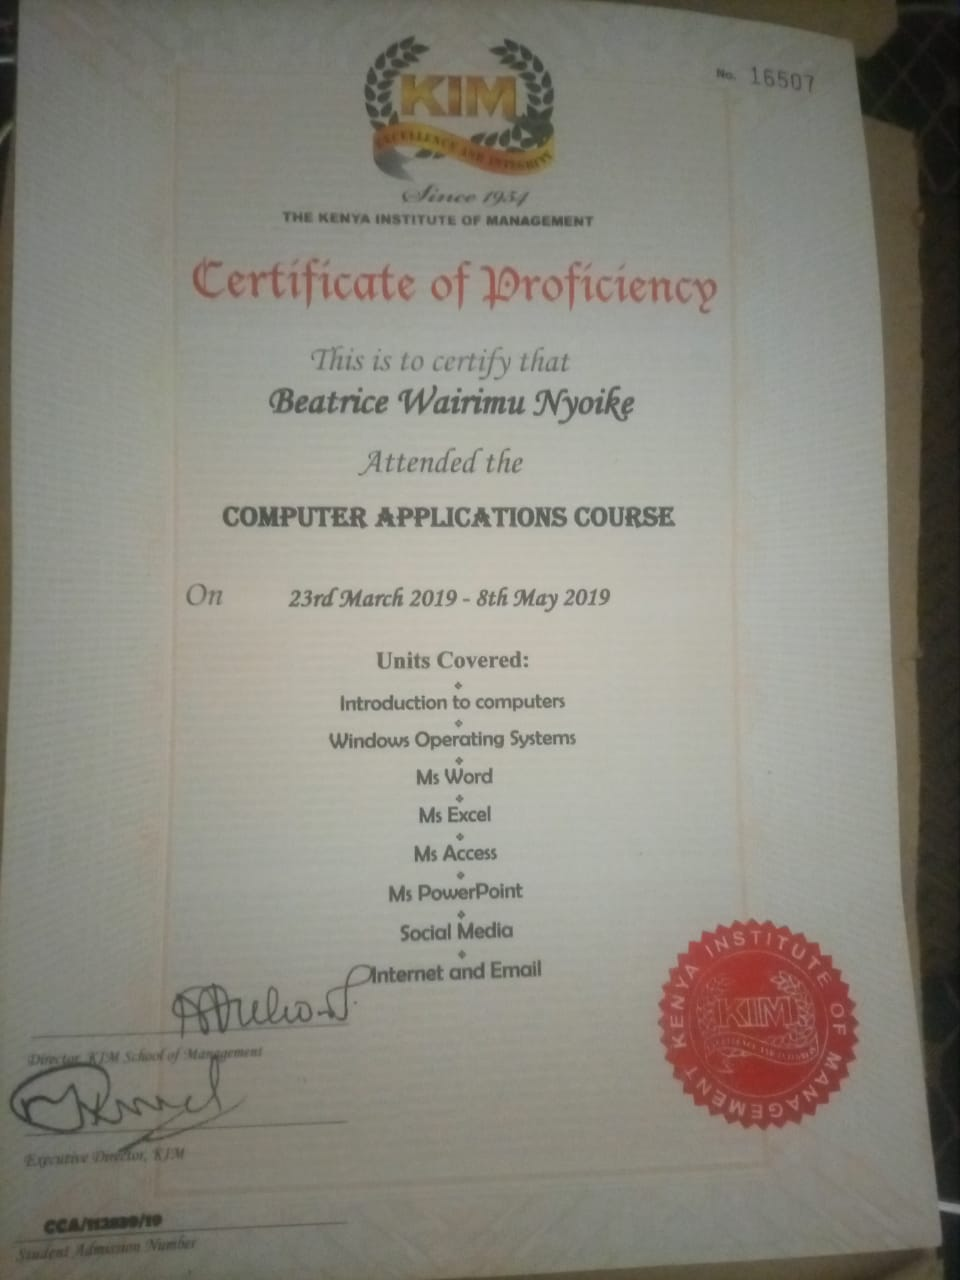 No. 16507
KIM
EXCELLENCE AND INTEGRITY
Since 1954
THE KENYA INSTITUTE OF MANAGEMENT
Certificate of Proficiency
This is to certify that
Beatrice Wairimu Nyoike
Attended the
COMPUTER APPLICATIONS COURSE
On 23rd March 2019 - 8th May 2019
Units Covered:
Introduction to computers
Windows Operating Systems
Ms Word
Ms Excel
Ms Access
Ms PowerPoint
Social Media
Internet and Email
Director, KIM School of Management
Executive Director, KIM
Student Admission Number
KENYA INSTITUTE OF MANAGEMENT
KIM